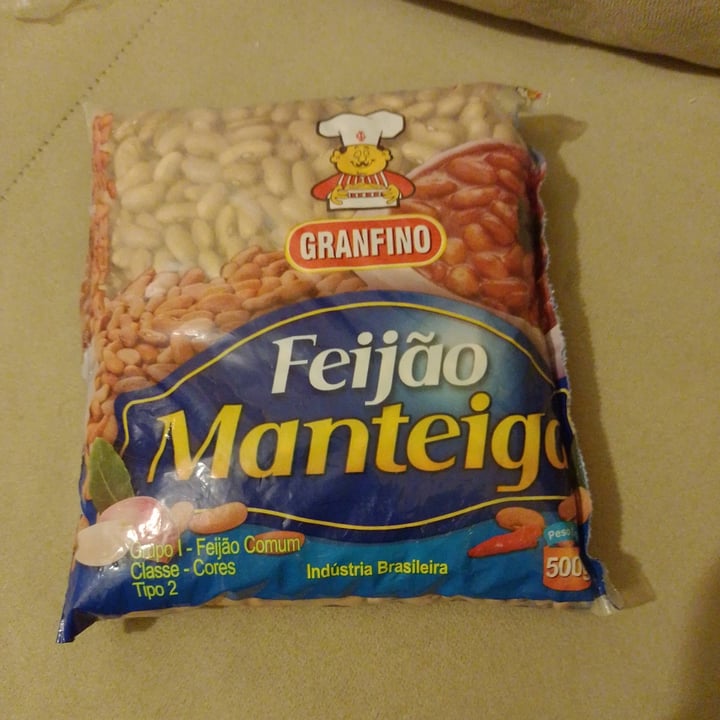 GRANFINO
Feijão
Manteiga
Grupo I - Feijão Comum
Classe - Cores
Tipo 2
Indústria Brasileira
Peso
500g